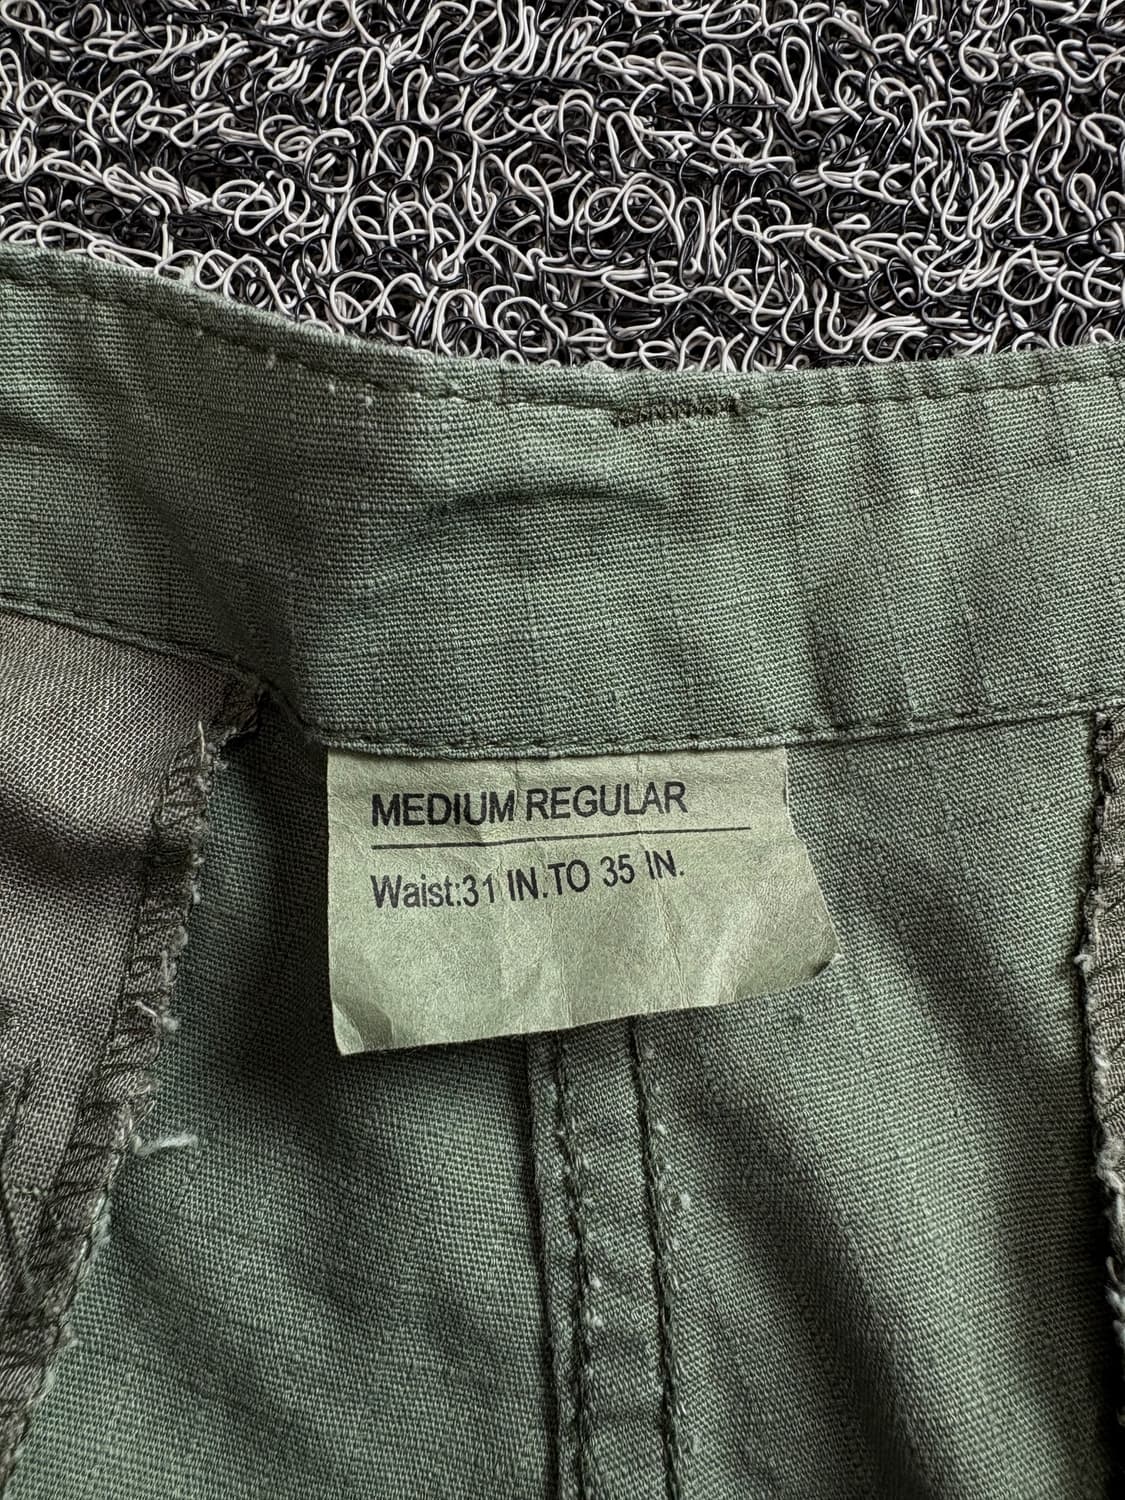 MEDIUM REGULAR
Waist:31 IN.TO 35 IN.